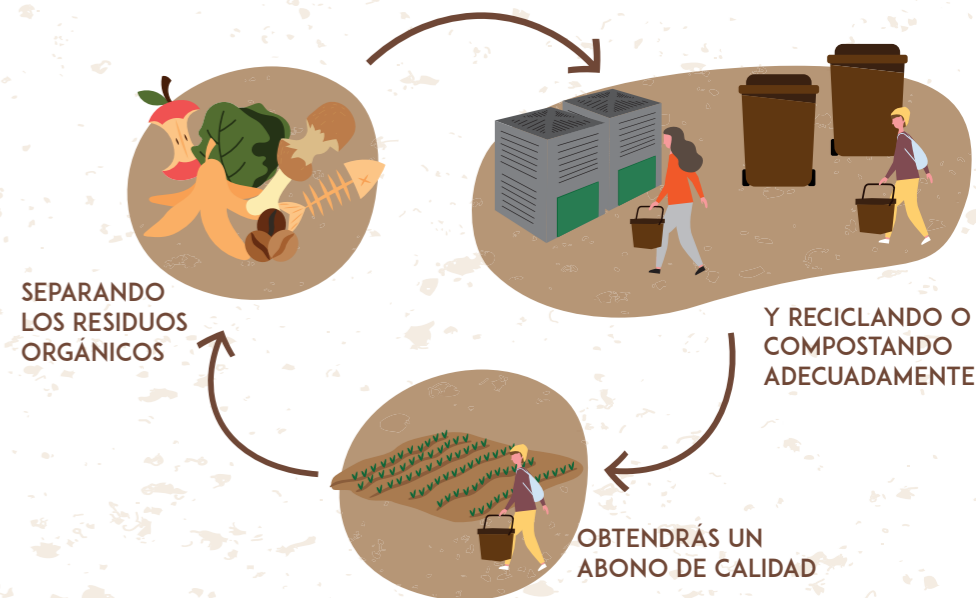 SEPARANDO
LOS RESIDUOS
ORGÁNICOS
Y RECICLANDO O
COMPOSTANDO
ADECUADAMENTE
OBTENDRÁS UN
ABONO DE CALIDAD